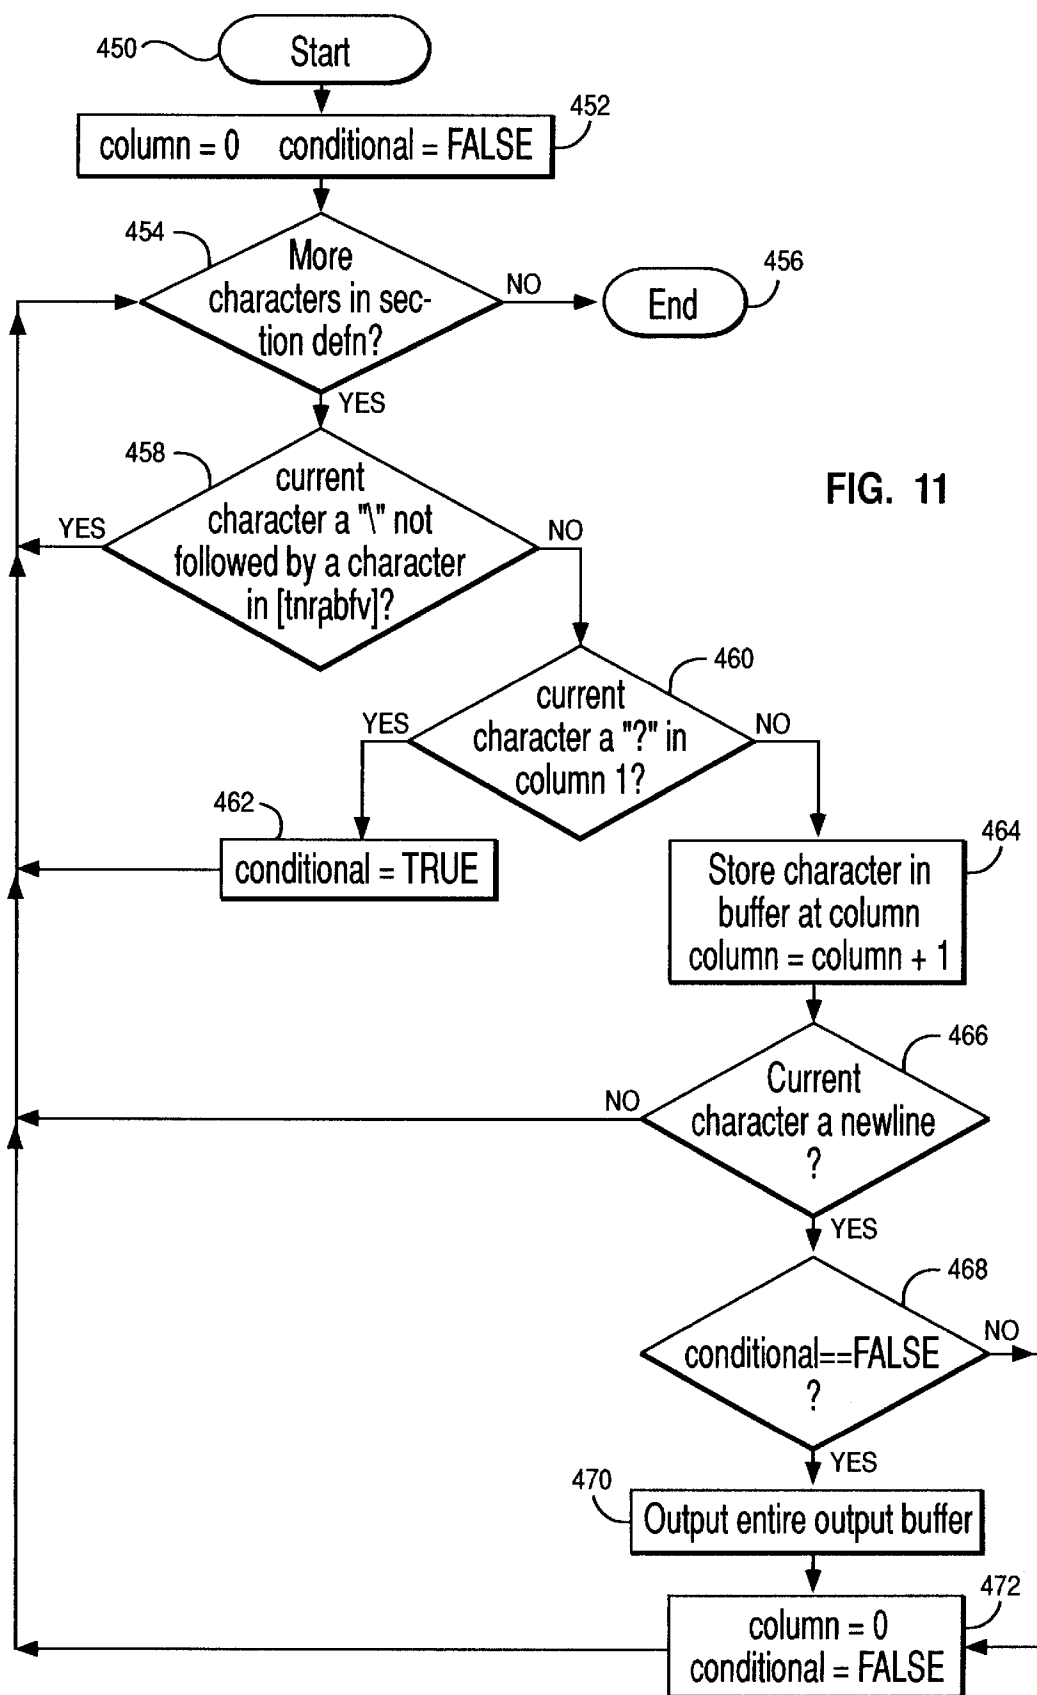 450
Start
452
column = 0 conditional = FALSE
454
More
characters in sec-
tion defn?
NO
End
456
YES
458
current
character a "\" not
followed by a character
in [tnrabfv]?
YES
NO
FIG. 11
460
current
character a "?" in
column 1?
YES
NO
462
conditional = TRUE
464
Store character in
buffer at column
column = column + 1
466
Current
character a newline
?
NO
YES
468
conditional==FALSE
?
NO
YES
470
Output entire output buffer
472
column = 0
conditional = FALSE